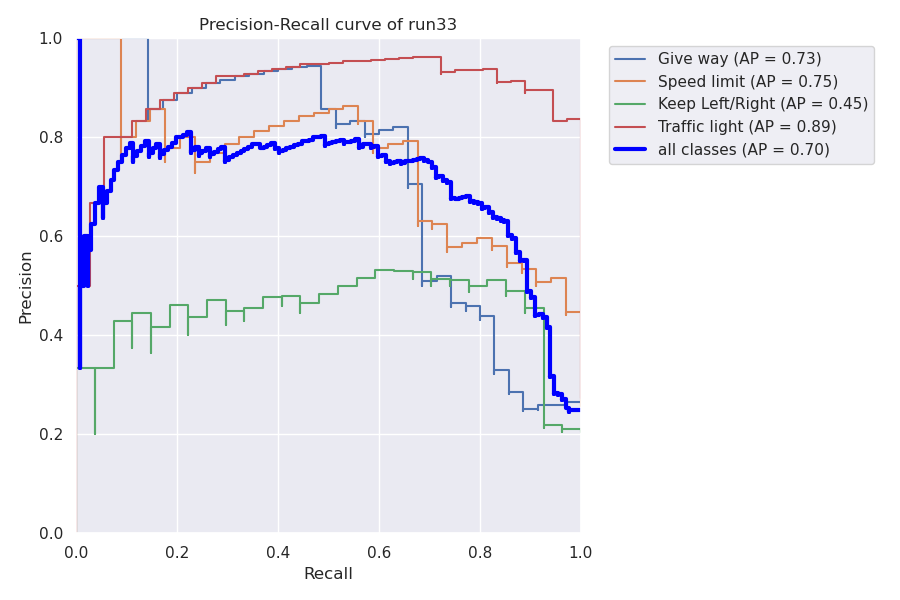 Precision-Recall curve of run33
1.0
0.8
0.6
0.4
0.2
0.0
Precision
0.0 0.2 0.4 0.6 0.8 1.0
Recall
Give way (AP = 0.73)
Speed limit (AP = 0.75)
Keep Left/Right (AP = 0.45)
Traffic light (AP = 0.89)
all classes (AP = 0.70)